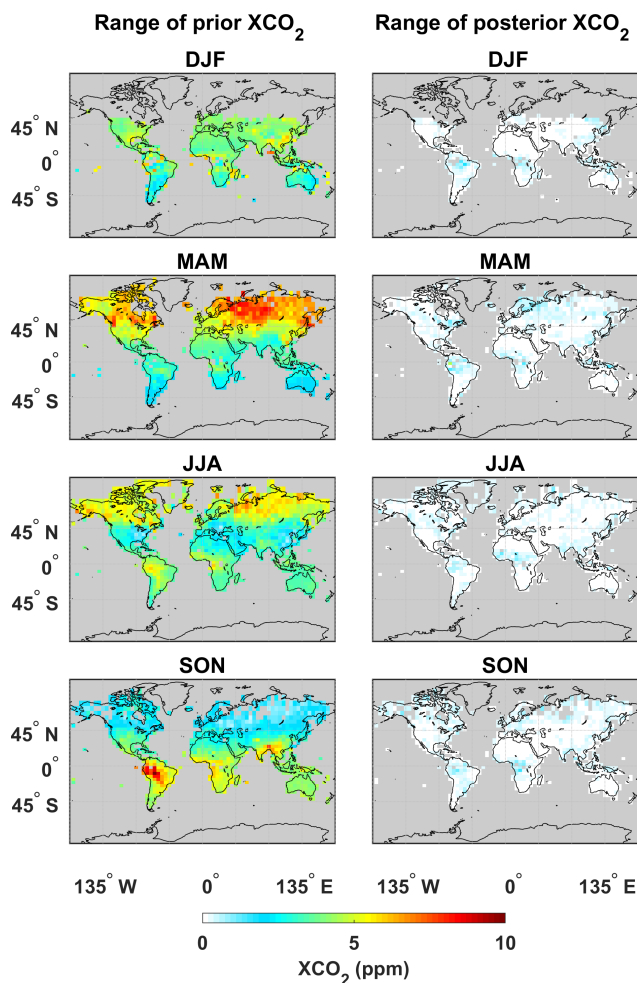 Range of prior XCO₂ Range of posterior XCO₂
DJF DJF
45° N
0°
45° S
MAM MAM
45° N
0°
45° S
JJA JJA
45° N
0°
45° S
SON SON
45° N
0°
45° S
135° W 0° 135° E 135° W 0° 135° E
0 5 10
XCO₂ (ppm)